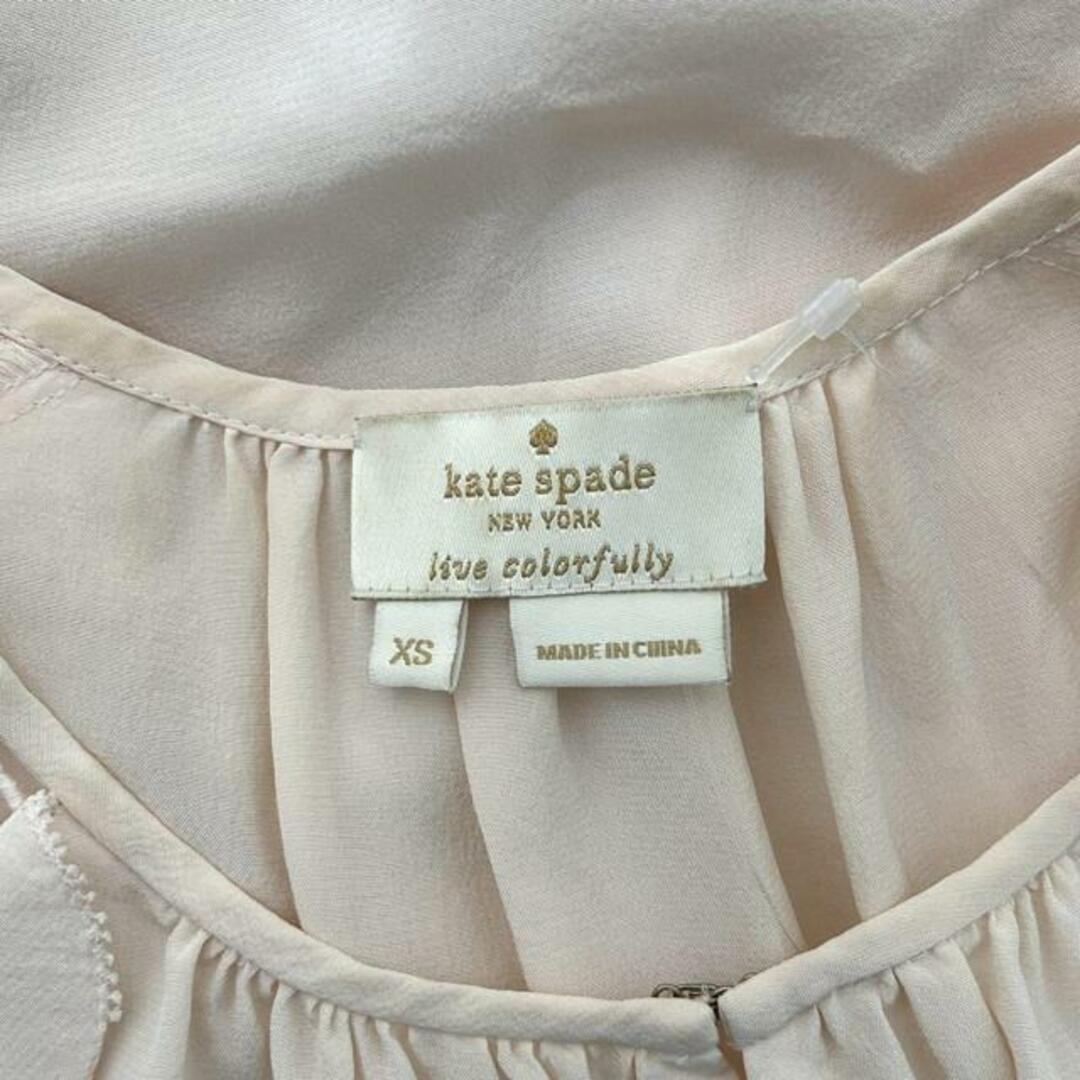 kate spade
NEW YORK
live colorfully
XS
MADE IN CHINA